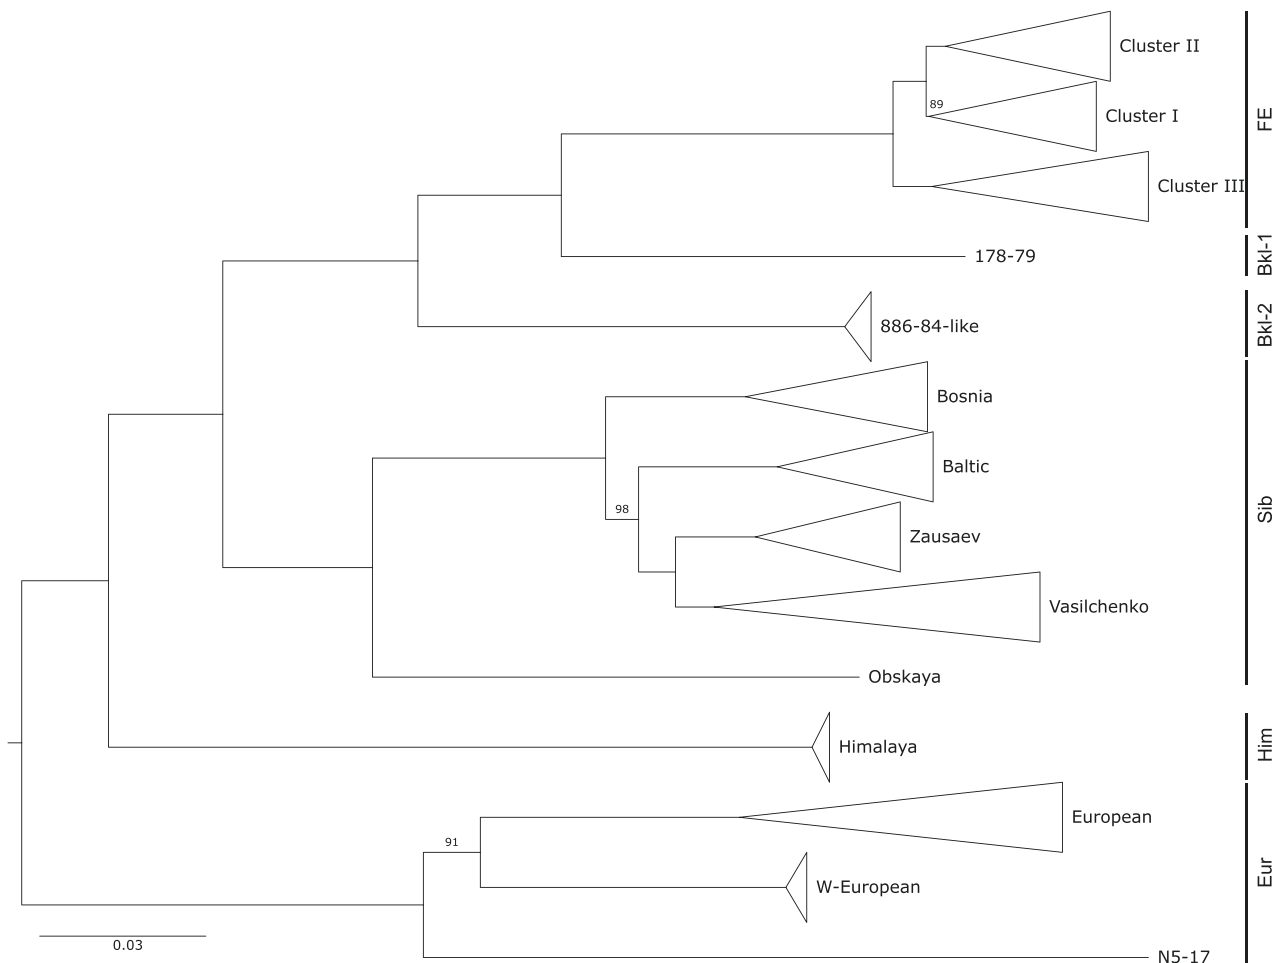 Cluster II
89
Cluster I
FE
Cluster III
178-79
Bkl-1
886-84-like
Bkl-2
Bosnia
Baltic
98
Sib
Zausaev
Vasilchenko
Obskaya
Himalaya
Him
European
91
W-European
Eur
0.03
N5-17